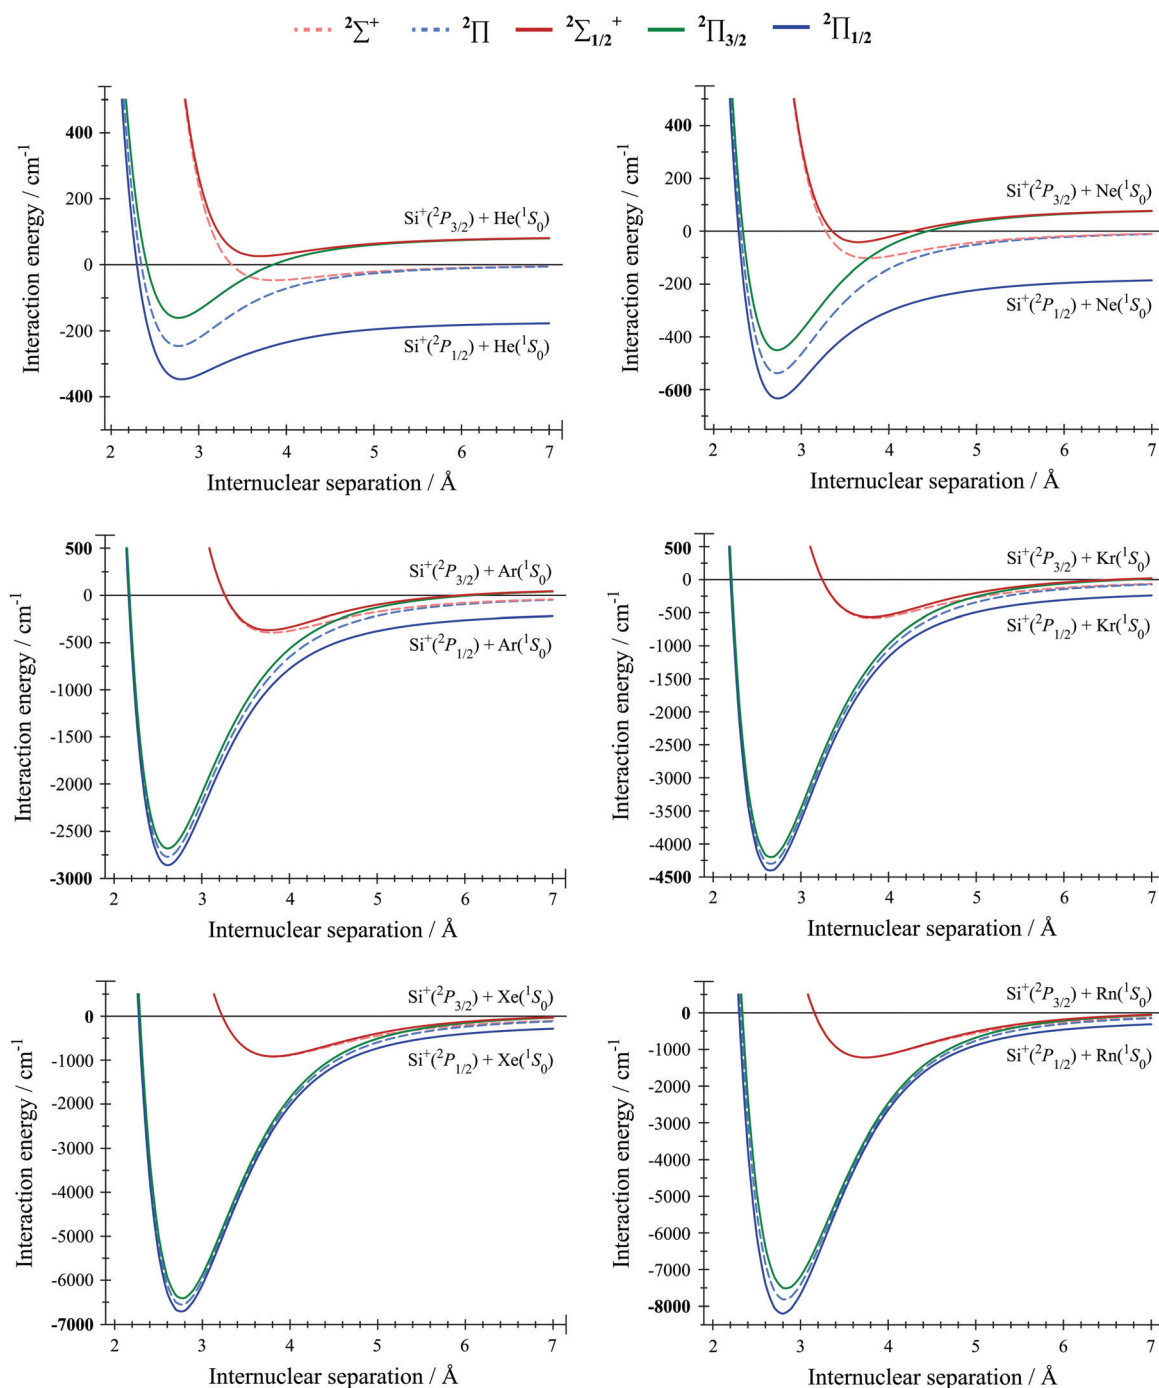 ²Σ⁺ ²Π ²Σ₁/₂⁺ ²Π₃/₂ ²Π₁/₂
400
200
0
-200
-400
Interaction energy / cm⁻¹
Si⁺(²P₃/₂) + He(¹S₀)
Si⁺(²P₁/₂) + He(¹S₀)
2 3 4 5 6 7
Internuclear separation / Å
400
200
0
-200
-400
-600
Interaction energy / cm⁻¹
Si⁺(²P₃/₂) + Ne(¹S₀)
Si⁺(²P₁/₂) + Ne(¹S₀)
2 3 4 5 6 7
Internuclear separation / Å
500
0
-500
-1000
-1500
-2000
-2500
-3000
Interaction energy / cm⁻¹
Si⁺(²P₃/₂) + Ar(¹S₀)
Si⁺(²P₁/₂) + Ar(¹S₀)
2 3 4 5 6 7
Internuclear separation / Å
500
0
-500
-1000
-1500
-2000
-2500
-3000
-3500
-4000
-4500
Interaction energy / cm⁻¹
Si⁺(²P₃/₂) + Kr(¹S₀)
Si⁺(²P₁/₂) + Kr(¹S₀)
2 3 4 5 6 7
Internuclear separation / Å
0
-1000
-2000
-3000
-4000
-5000
-6000
-7000
Interaction energy / cm⁻¹
Si⁺(²P₃/₂) + Xe(¹S₀)
Si⁺(²P₁/₂) + Xe(¹S₀)
2 3 4 5 6 7
Internuclear separation / Å
0
-1000
-2000
-3000
-4000
-5000
-6000
-7000
-8000
Interaction energy / cm⁻¹
Si⁺(²P₃/₂) + Rn(¹S₀)
Si⁺(²P₁/₂) + Rn(¹S₀)
2 3 4 5 6 7
Internuclear separation / Å